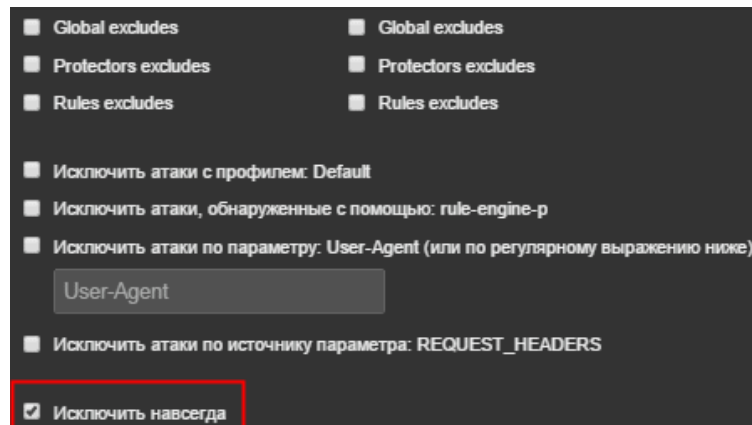 Global excludes Global excludes
Protectors excludes Protectors excludes
Rules excludes Rules excludes
Исключить атаки с профилем: Default
Исключить атаки, обнаруженные с помощью: rule-engine-p
Исключить атаки по параметру: User-Agent (или по регулярному выражению ниже)
User-Agent
Исключить атаки по источнику параметра: REQUEST_HEADERS
Исключить навсегда